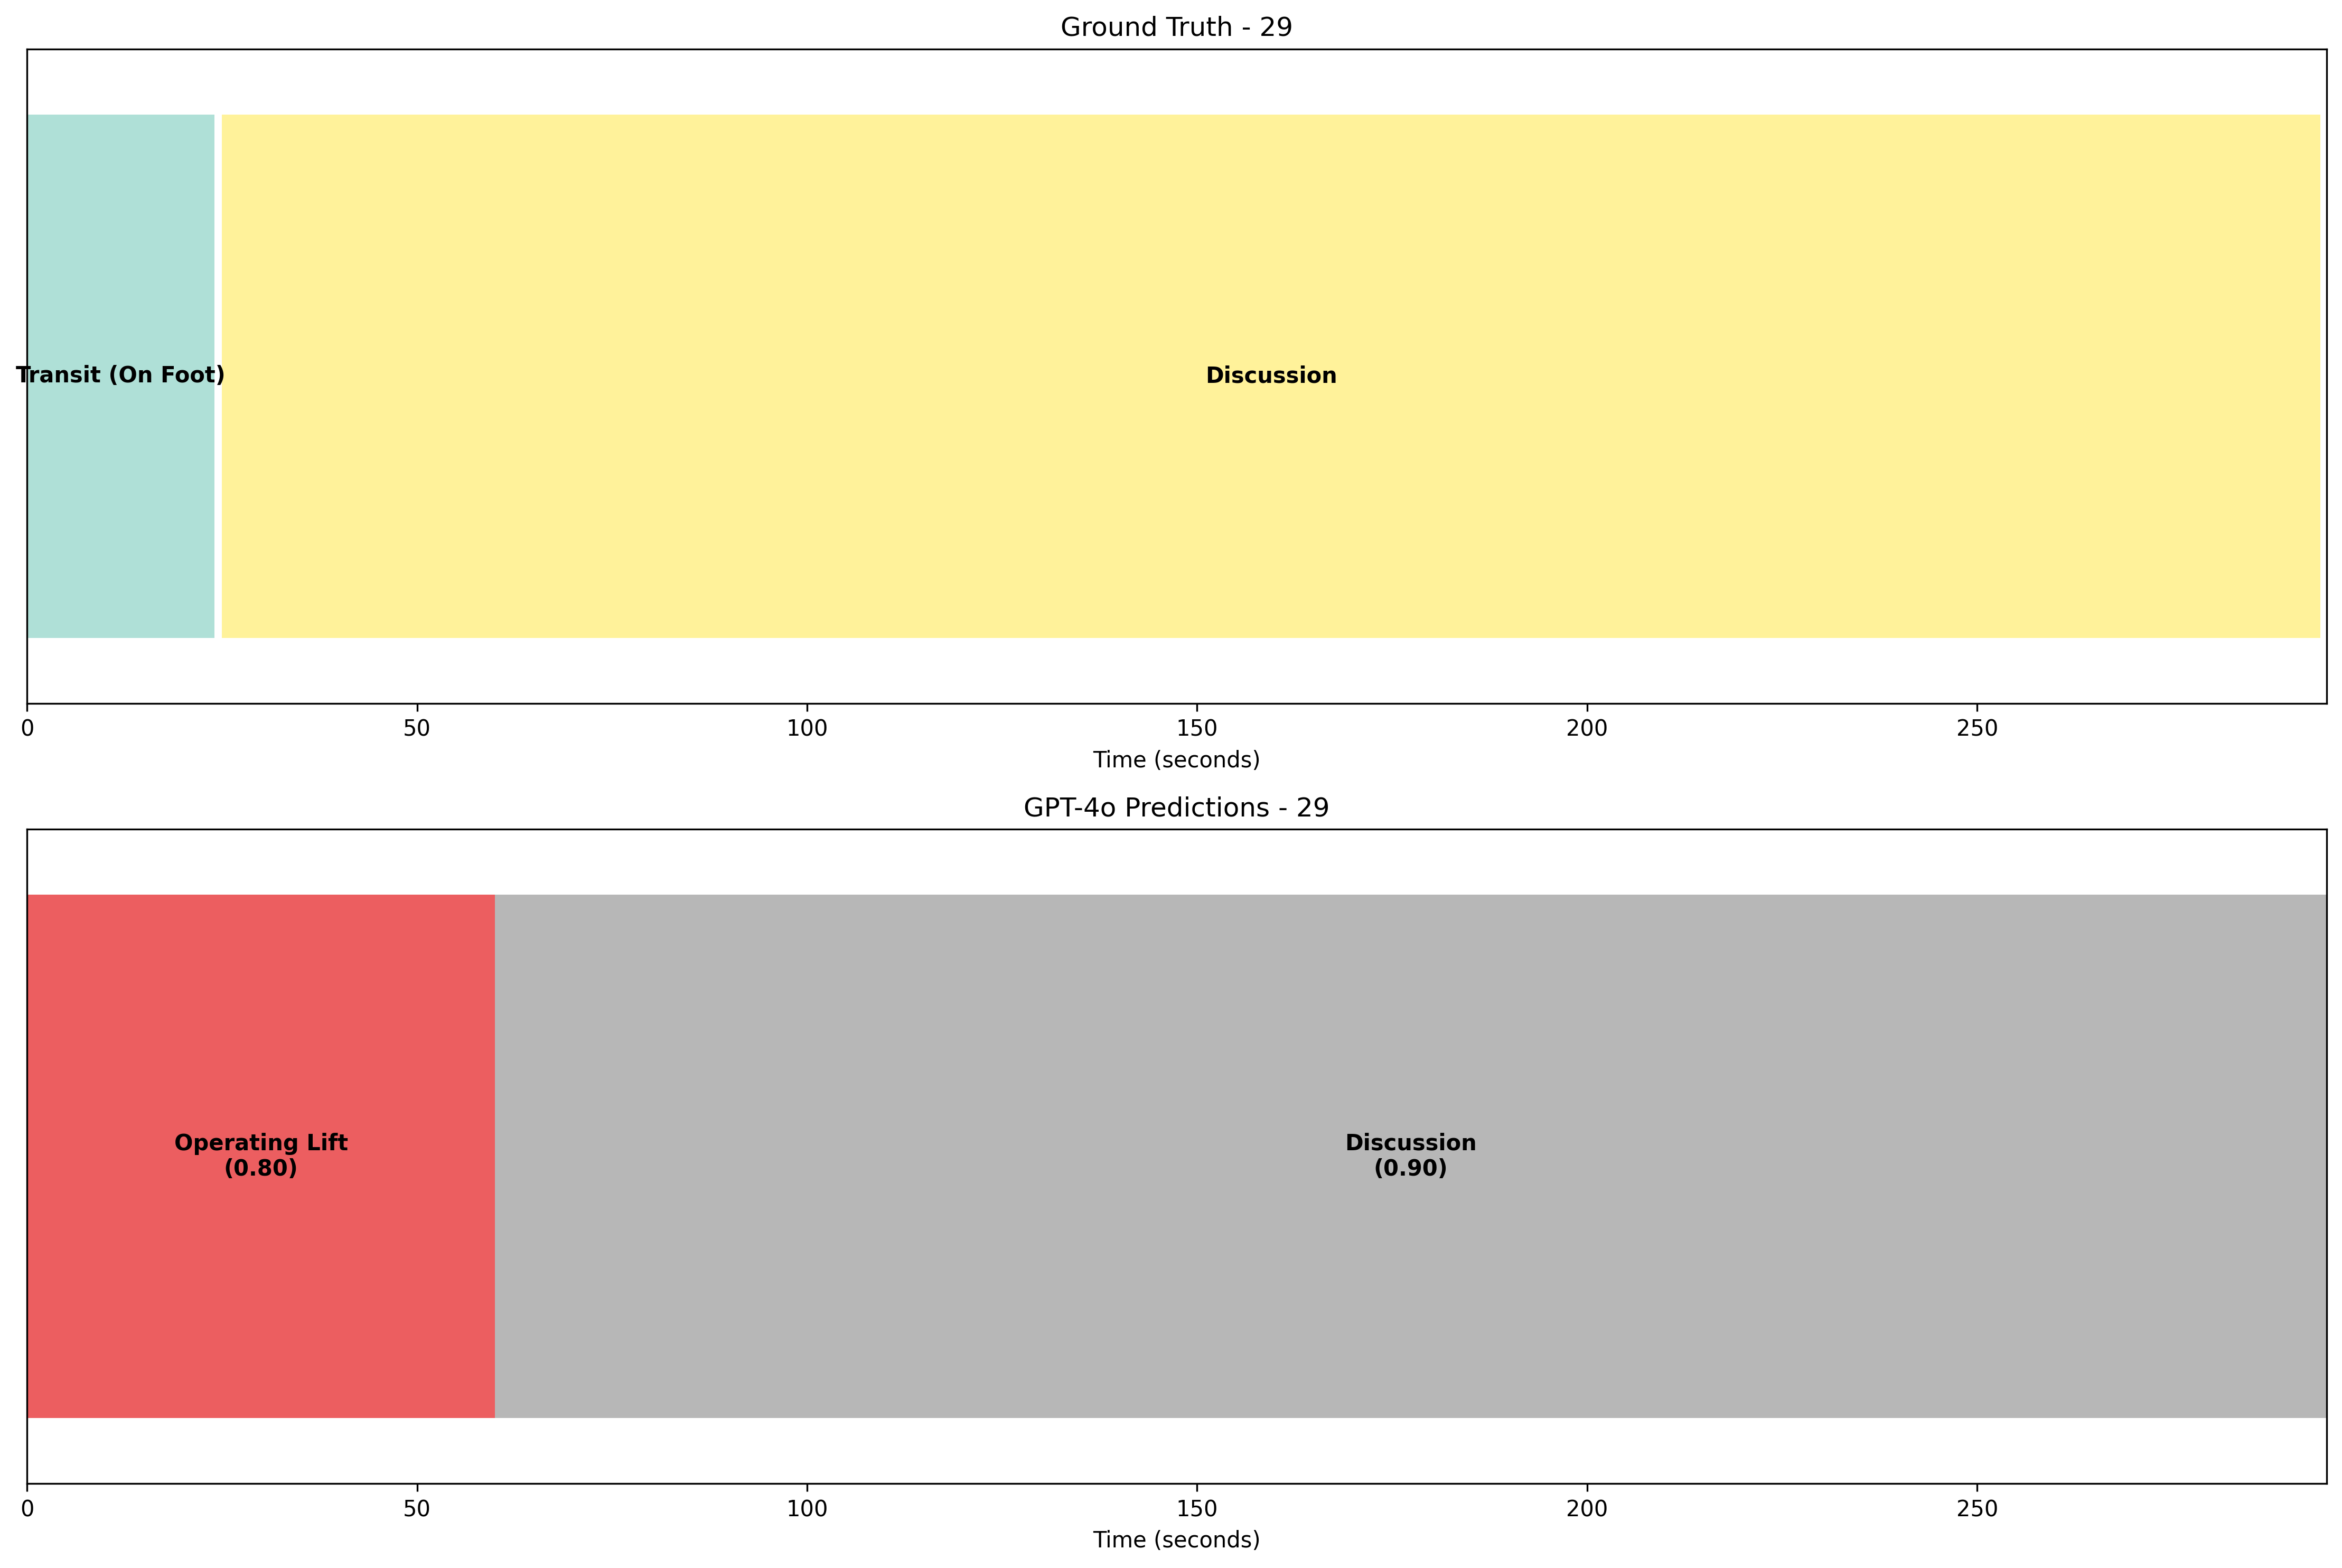 Ground Truth - 29
Transit (On Foot)
Discussion
0 50 100 150 200 250
Time (seconds)
GPT-4o Predictions - 29
Operating Lift
(0.80)
Discussion
(0.90)
0 50 100 150 200 250
Time (seconds)